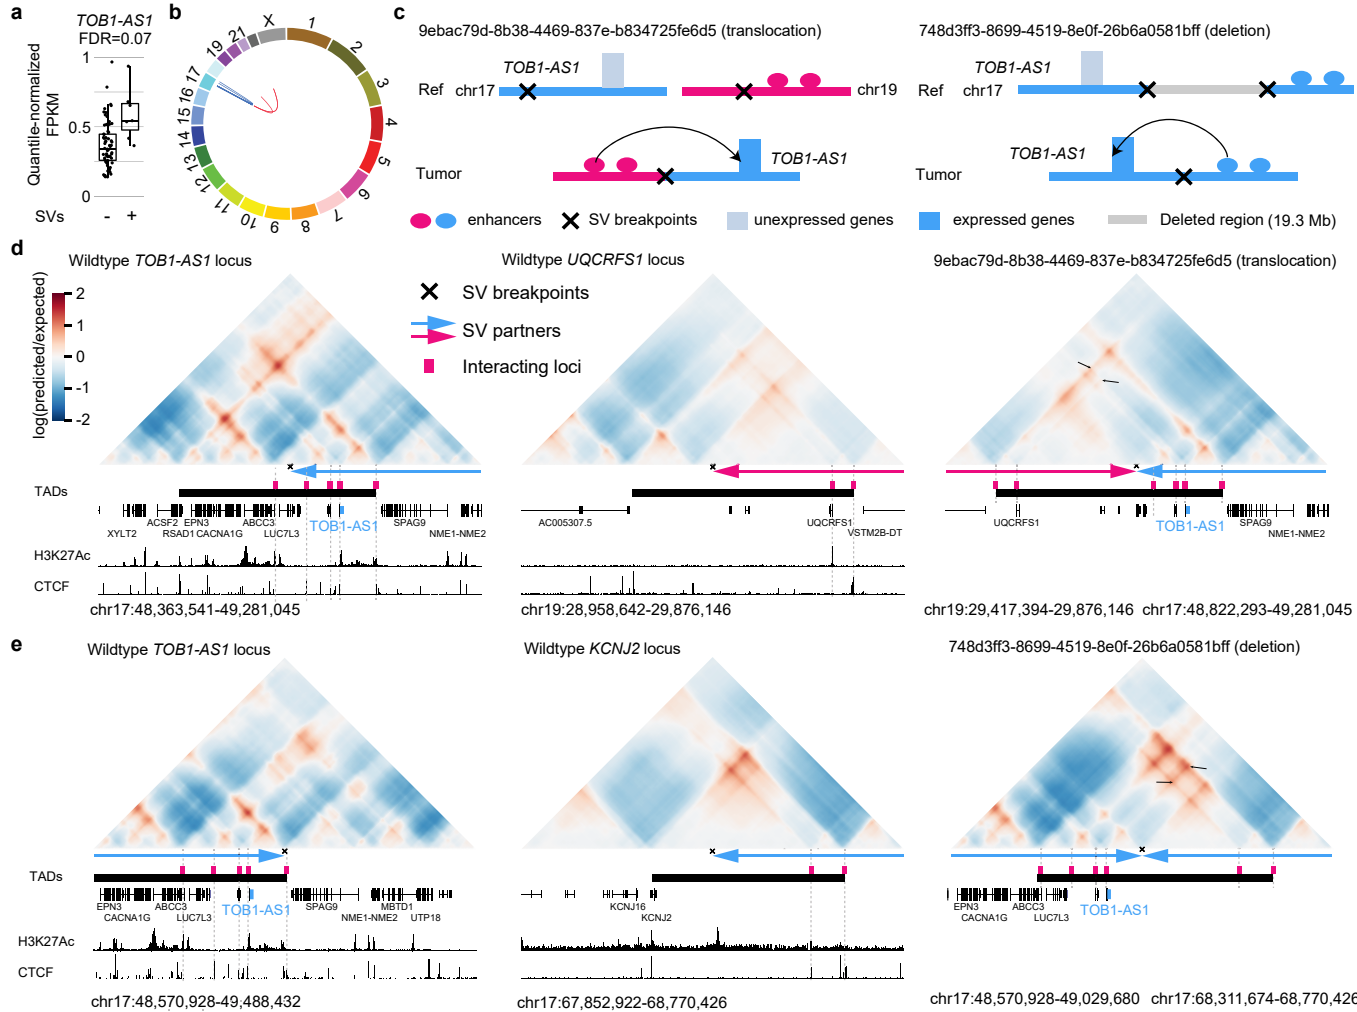 a
TOB1-AS1
FDR=0.07
Quantile-normalized
FPKM
1
0.5
0
SVs - +
b
X 1 2 3 4 5 6 7 8 9 10 11 12 13 14 15 16 17 19 21
c
9ebac79d-8b38-4469-837e-b834725fe6d5 (translocation)
TOB1-AS1
Ref chr17
chr19
Tumor
TOB1-AS1
748d3ff3-8699-4519-8e0f-26b6a0581bff (deletion)
TOB1-AS1
Ref chr17
TOB1-AS1
Tumor
enhancers
SV breakpoints
unexpressed genes
expressed genes
Deleted region (19.3 Mb)
d
Wildtype TOB1-AS1 locus
Wildtype UQCRFS1 locus
9ebac79d-8b38-4469-837e-b834725fe6d5 (translocation)
log(predicted/expected)
2
1
0
-1
-2
SV breakpoints
SV partners
Interacting loci
TADs
ACSF2 EPN3 ABCC3 TOB1-AS1 SPAG9
XYLT2 RSAD1 CACNA1G LUC7L3 NME1-NME2
AC005307.5 UQCRFS1
VSTM2B-DT
UQCRFS1 TOB1-AS1 SPAG9
NME1-NME2
H3K27Ac
CTCF
chr17:48,363,541-49,281,045
chr19:28,958,642-29,876,146
chr19:29,417,394-29,876,146 chr17:48,822,293-49,281,045
e
Wildtype TOB1-AS1 locus
Wildtype KCNJ2 locus
748d3ff3-8699-4519-8e0f-26b6a0581bff (deletion)
TADs
EPN3 ABCC3 TOB1-AS1 SPAG9 MBTD1
CACNA1G LUC7L3 NME1-NME2 UTP18
KCNJ16
KCNJ2
EPN3 ABCC3 TOB1-AS1
CACNA1G LUC7L3
H3K27Ac
CTCF
chr17:48,570,928-49,488,432
chr17:67,852,922-68,770,426
chr17:48,570,928-49,029,680 chr17:68,311,674-68,770,426